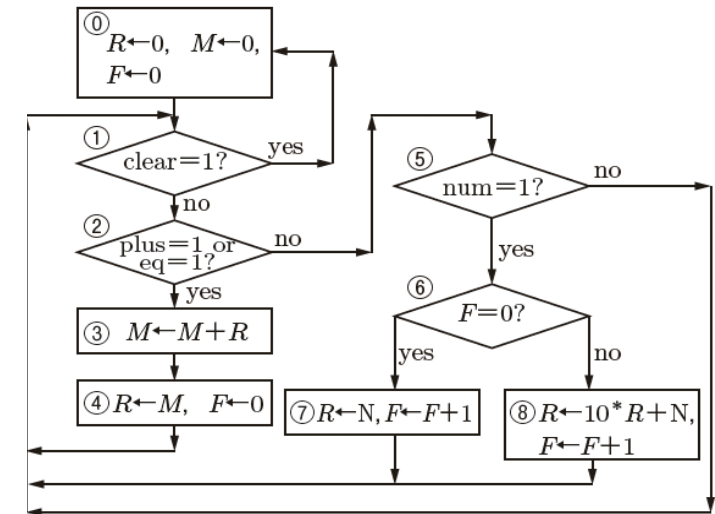 ⓪
R←0, M←0,
F←0
①
clear=1?
yes
no
②
plus=1 or
eq=1?
no
yes
③ M←M+R
④ R←M, F←0
⑤
num=1?
no
yes
⑥
F=0?
yes
no
⑦ R←N, F←F+1
⑧ R←10*R+N,
F←F+1